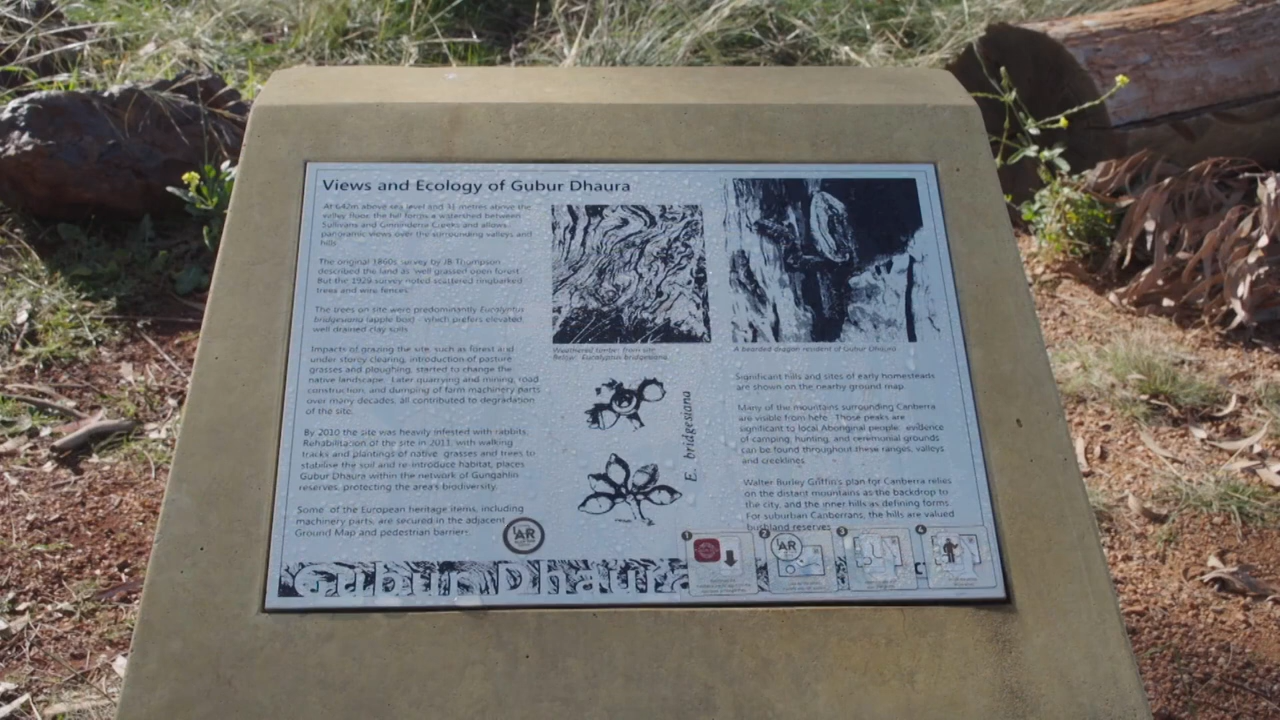 Views and Ecology of Gubur Dhaura
At 642m above sea level and 31 metres above the
valley floor, the hill forms a watershed between
Sullivans and Ginninderra Creeks and allows
panoramic views over the surrounding valleys and
hills.
The original 1860s survey by JB Thompson
described the land as 'well grassed open forest'.
But the 1929 survey noted scattered ringbarked
trees and wire fences.
The trees on site were predominantly Eucalyptus
bridgesiana (apple box) - which prefers elevated,
well drained clay soils.
Impacts of grazing the site, such as forest and
under storey clearing, introduction of pasture
grasses and ploughing, started to change the
native landscape. Later quarrying and mining, road
construction, and dumping of farm machinery parts
over many decades, all contributed to degradation
of the site.
By 2010 the site was heavily infested with rabbits.
Rehabilitation of the site in 2011, with walking
tracks and plantings of native grasses and trees to
stabilise the soil and re-introduce habitat, places
Gubur Dhaura within the network of Gungahlin
reserves, protecting the area's biodiversity.
Some of the European heritage items, including
machinery parts, are secured in the adjacent
Ground Map and pedestrian barrier.
Weathered timber from site
Below: Eucalyptus bridgesiana.
E. bridgesiana
A bearded dragon resident of Gubur Dhaura
Significant hills and sites of early homesteads
are shown on the nearby ground map.
Many of the mountains surrounding Canberra
are visible from here. Those peaks are
significant to local Aboriginal people; evidence
of camping, hunting, and ceremonial grounds
can be found throughout these ranges, valleys
and creeklines.
Walter Burley Griffin's plan for Canberra relies
on the distant mountains as the backdrop to
the city, and the inner hills as defining forms.
For suburban Canberrans, the hills are valued
bushland reserves
AR
Gubur Dhaura
1
2
AR
3
4